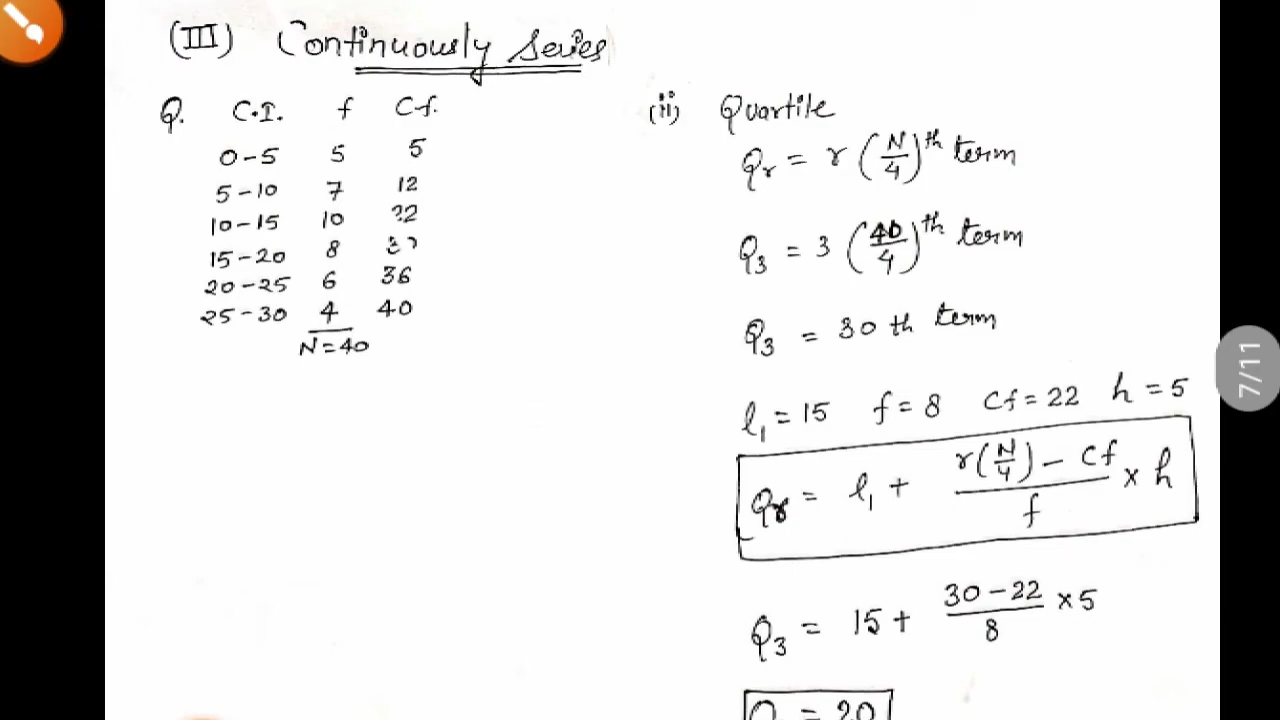 (III) Continuously Series
Q. C.I. f C.f.
0-5 5 5
5-10 7 12
10-15 10 22
15-20 8
20-25 6 36
25-30 4 40
N=40
(ii) Quartile
Qr = r (N/4)th term
Q3 = 3 (40/4)th term
Q3 = 30 th term
l1 = 15 f = 8 Cf = 22 h = 5
Qr = l1 + r(N/4) - Cf / f × h
Q3 = 15 + 30-22 / 8 ×5
= 20
7/11